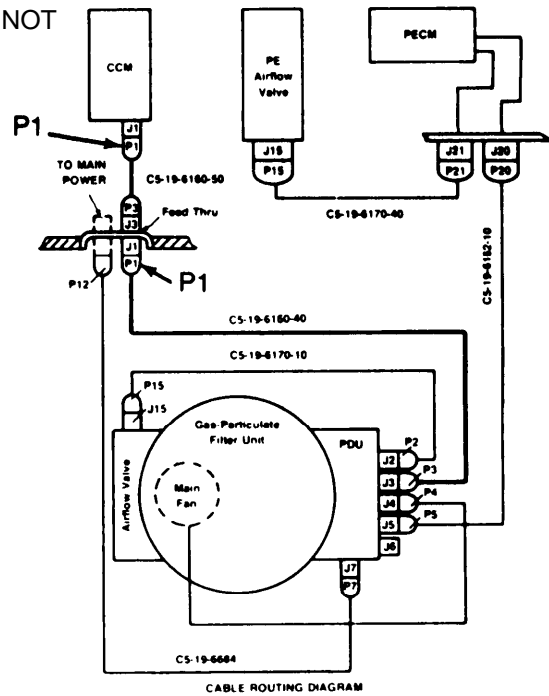 NOT
CCM
PE
Airflow
Valve
PECM
J1
P1
P1
J15
P15
J21
P21
J20
P20
TO MAIN
POWER
C5-19-6160-50
C5-19-6170-40
P3
J3
Feed Thru
J1
P1
P1
P12
C5-19-6162-10
C5-19-6160-40
C5-19-6170-10
P15
J15
Gas-Particulate
Filter Unit
PDU
Airflow Valve
Main
Fan
J2
P2
J3
P3
J4
P4
J5
P5
J6
J7
P7
C5-19-6684
CABLE ROUTING DIAGRAM